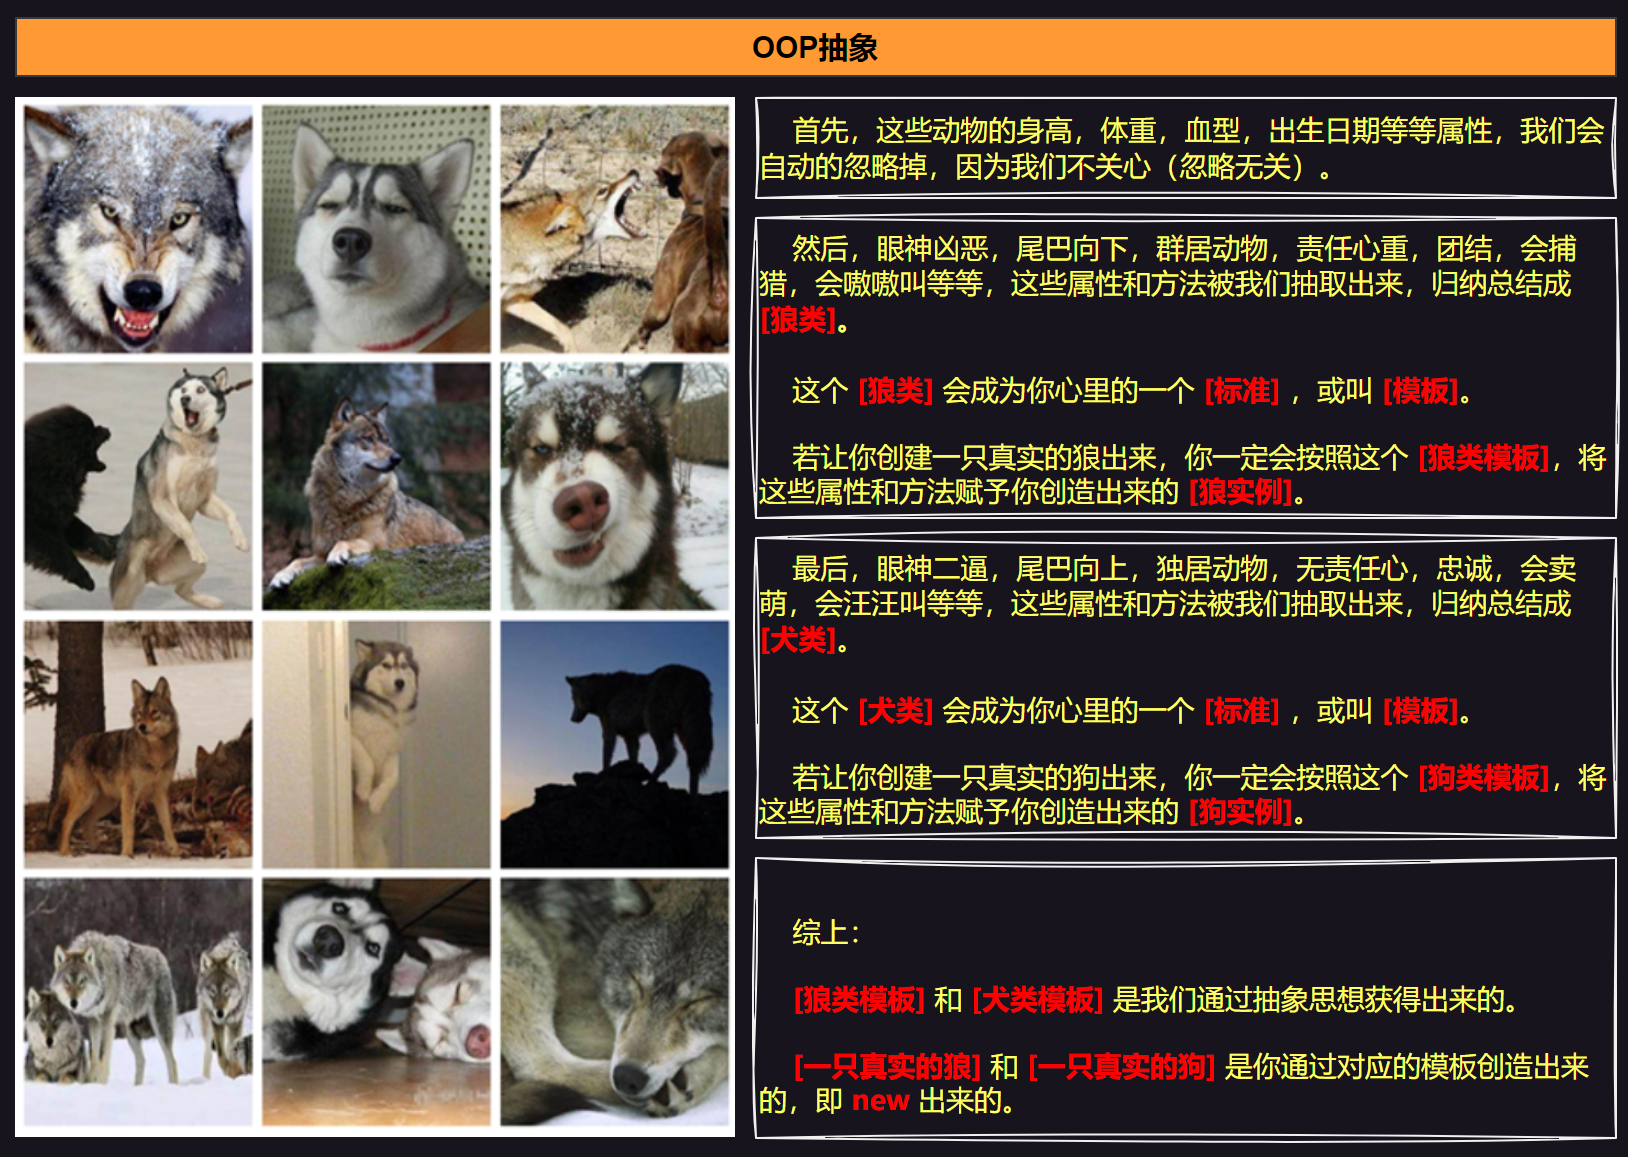 OOP抽象
首先，这些动物的身高，体重，血型，出生日期等等属性，我们会
自动的忽略掉，因为我们不关心（忽略无关）。
然后，眼神凶恶，尾巴向下，群居动物，责任心重，团结，会捕
猎，会嗷嗷叫等等，这些属性和方法被我们抽取出来，归纳总结成
[狼类]。
这个 [狼类] 会成为你心里的一个 [标准] ，或叫 [模板]。
若让你创建一只真实的狼出来，你一定会按照这个 [狼类模板]，将
这些属性和方法赋予你创造出来的 [狼实例]。
最后，眼神二逼，尾巴向上，独居动物，无责任心，忠诚，会卖
萌，会汪汪叫等等，这些属性和方法被我们抽取出来，归纳总结成
[犬类]。
这个 [犬类] 会成为你心里的一个 [标准] ，或叫 [模板]。
若让你创建一只真实的狗出来，你一定会按照这个 [狗类模板]，将
这些属性和方法赋予你创造出来的 [狗实例]。
综上：
[狼类模板] 和 [犬类模板] 是我们通过抽象思想获得出来的。
[一只真实的狼] 和 [一只真实的狗] 是你通过对应的模板创造出来
的，即 new 出来的。